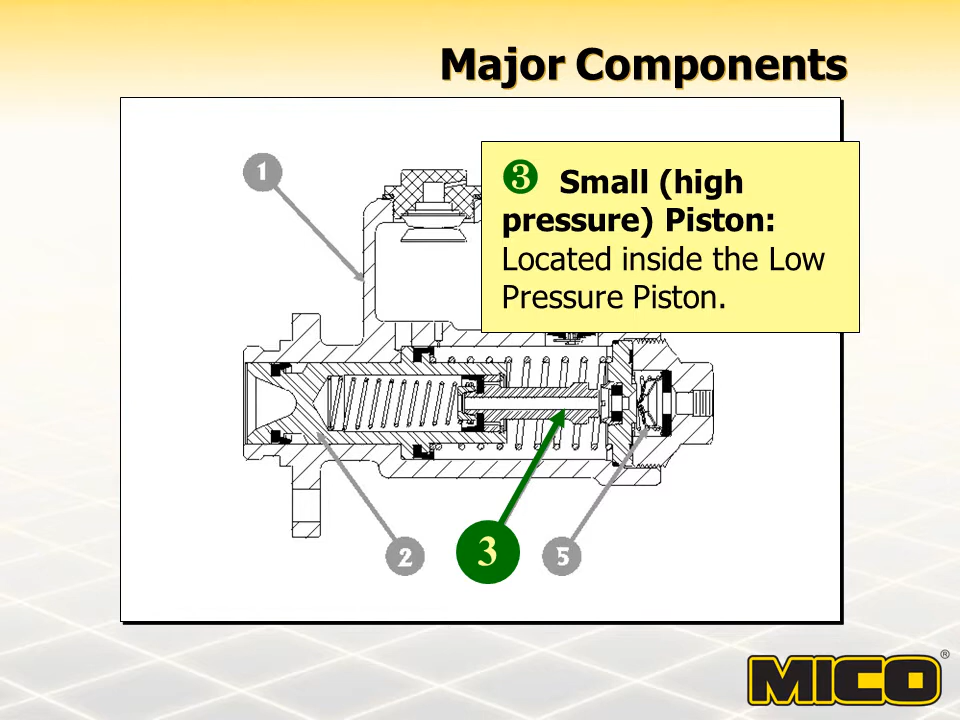 Major Components
1
❸ Small (high
pressure) Piston:
Located inside the Low
Pressure Piston.
2
3
5
MICO®